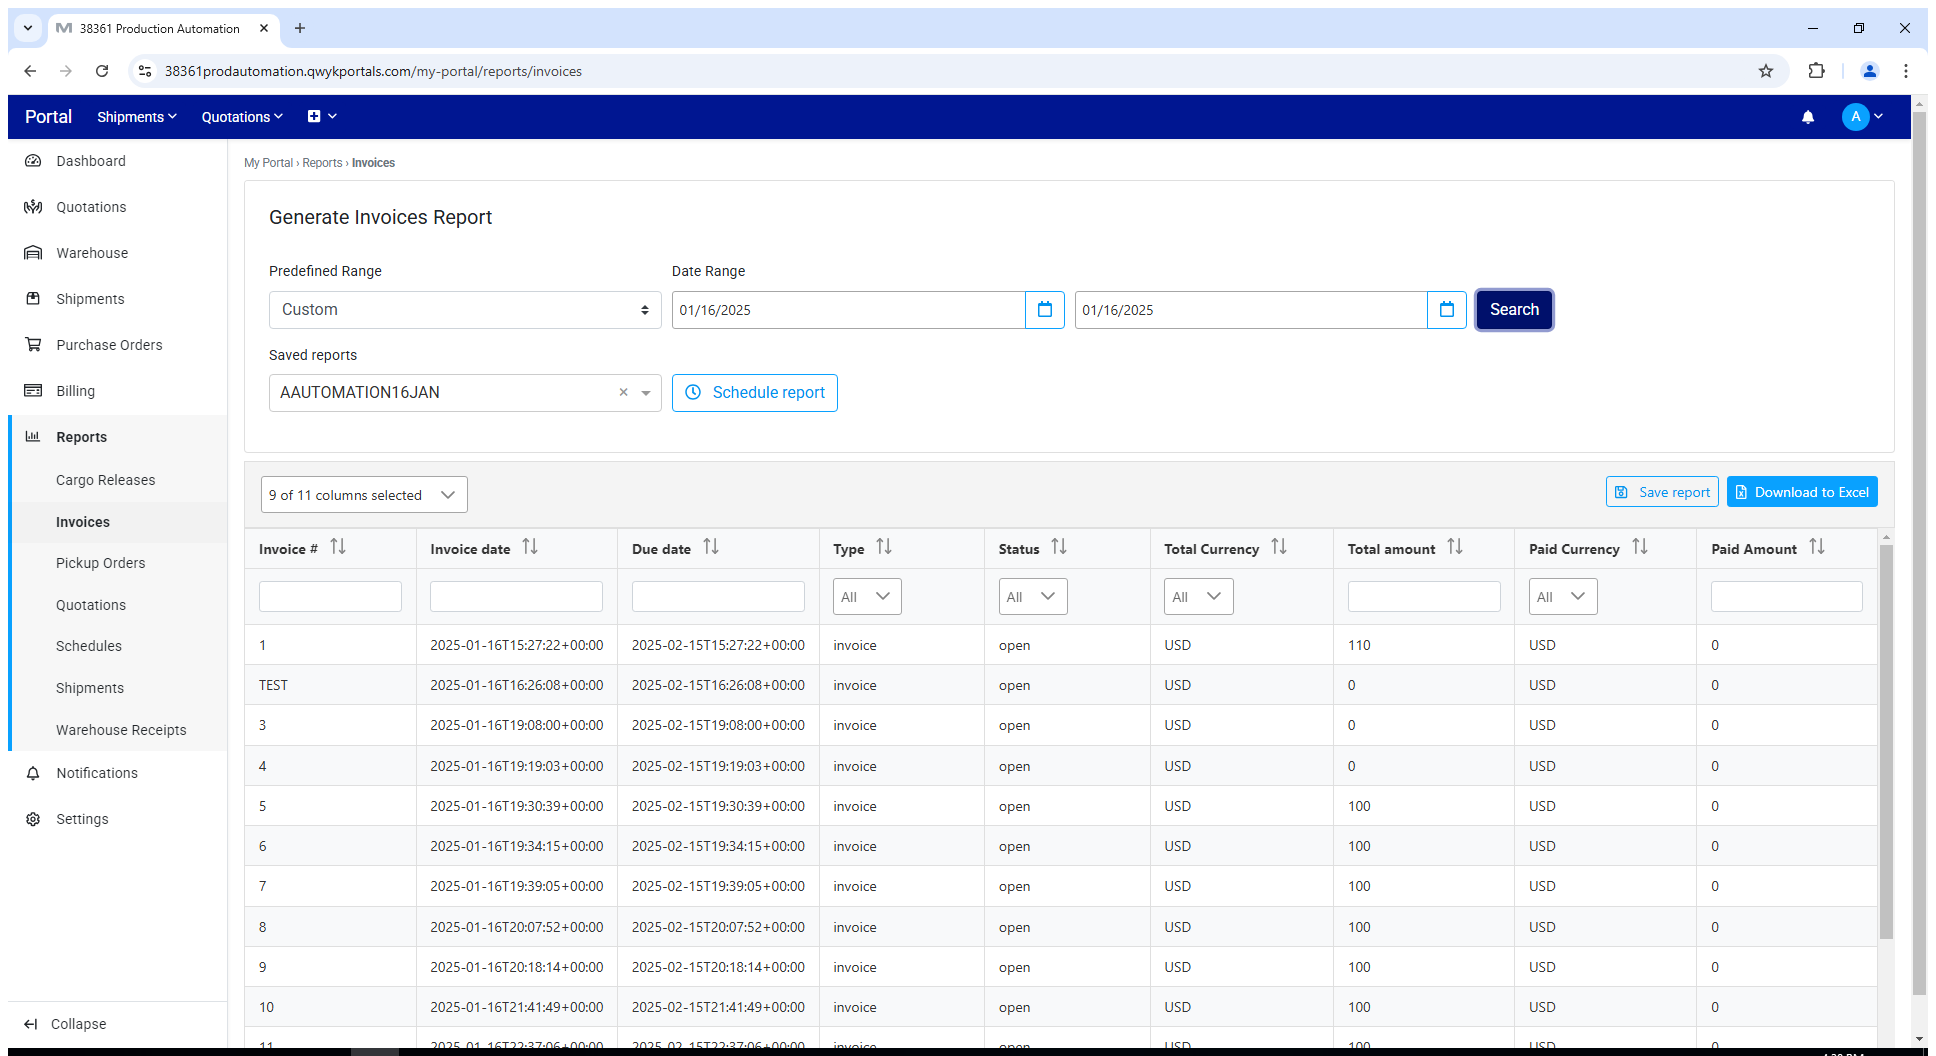 38361 Production Automation
38361prodautomation.qwykportals.com/my-portal/reports/invoices
Portal Shipments Quotations A
Dashboard
Quotations
Warehouse
Shipments
Purchase Orders
Billing
Reports
Cargo Releases
Invoices
Pickup Orders
Quotations
Schedules
Shipments
Warehouse Receipts
Notifications
Settings
Collapse
My Portal › Reports › Invoices
Generate Invoices Report
Predefined Range Date Range
Custom 01/16/2025 01/16/2025 Search
Saved reports
AAUTOMATION16JAN × Schedule report
9 of 11 columns selected Save report Download to Excel
Invoice # Invoice date Due date Type Status Total Currency Total amount Paid Currency Paid Amount
All All All All
1 2025-01-16T15:27:22+00:00 2025-02-15T15:27:22+00:00 invoice open USD 110 USD 0
TEST 2025-01-16T16:26:08+00:00 2025-02-15T16:26:08+00:00 invoice open USD 0 USD 0
3 2025-01-16T19:08:00+00:00 2025-02-15T19:08:00+00:00 invoice open USD 0 USD 0
4 2025-01-16T19:19:03+00:00 2025-02-15T19:19:03+00:00 invoice open USD 0 USD 0
5 2025-01-16T19:30:39+00:00 2025-02-15T19:30:39+00:00 invoice open USD 100 USD 0
6 2025-01-16T19:34:15+00:00 2025-02-15T19:34:15+00:00 invoice open USD 100 USD 0
7 2025-01-16T19:39:05+00:00 2025-02-15T19:39:05+00:00 invoice open USD 100 USD 0
8 2025-01-16T20:07:52+00:00 2025-02-15T20:07:52+00:00 invoice open USD 100 USD 0
9 2025-01-16T20:18:14+00:00 2025-02-15T20:18:14+00:00 invoice open USD 100 USD 0
10 2025-01-16T21:41:49+00:00 2025-02-15T21:41:49+00:00 invoice open USD 100 USD 0
11 2025-01-16T22:37:06+00:00 2025-02-15T22:37:06+00:00 invoice open USD 100 USD 0